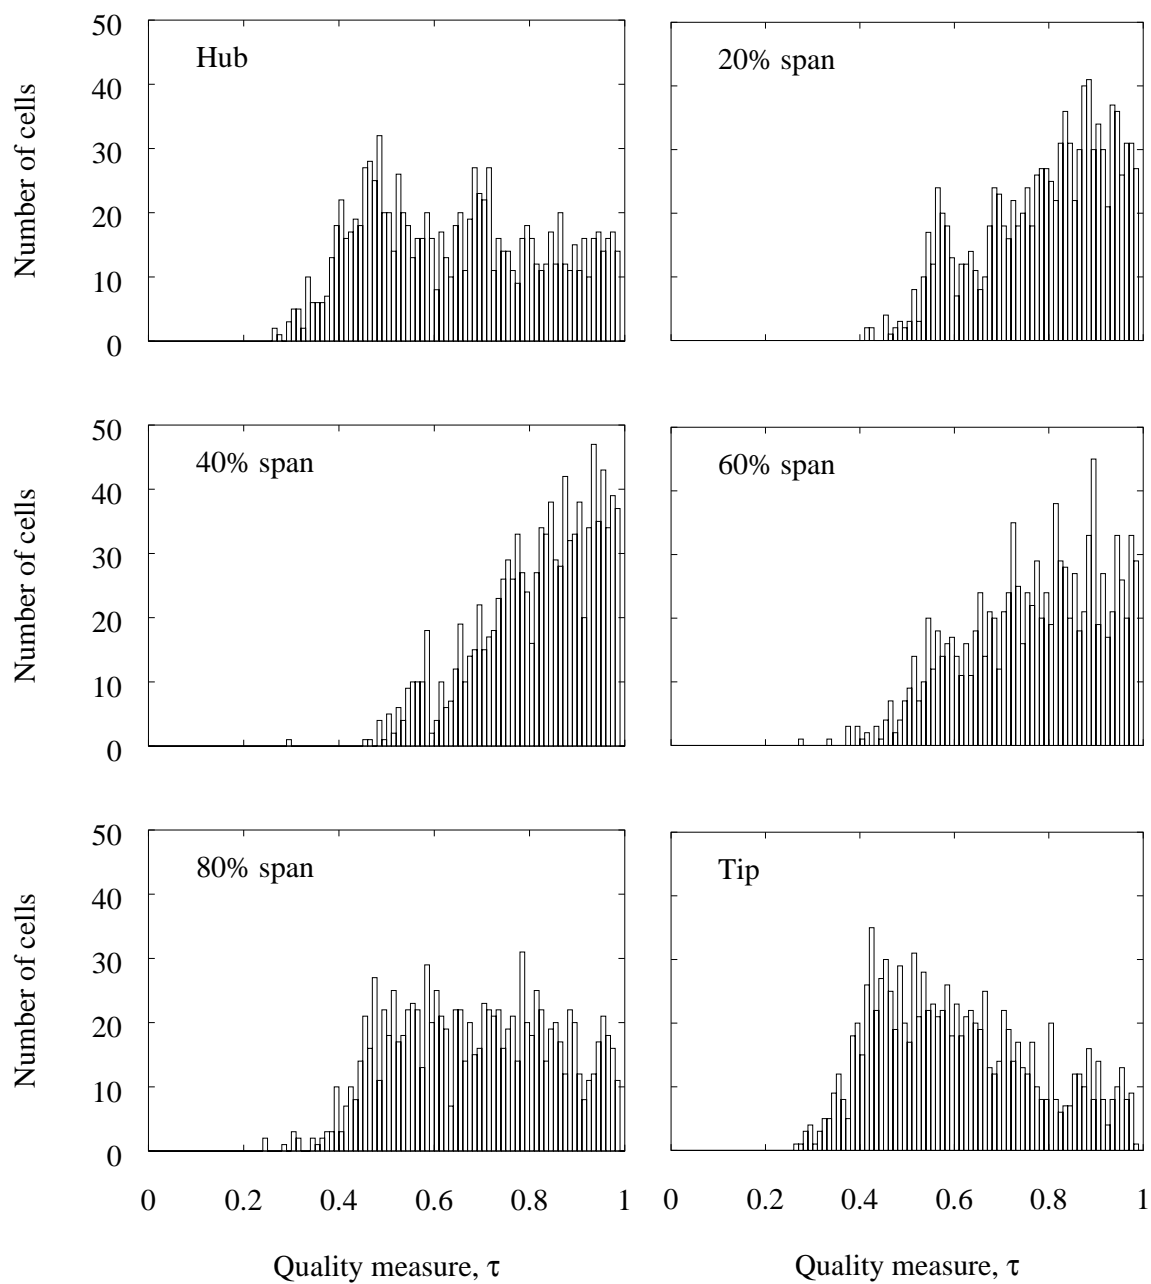 50
40
30
20
10
0
Number of cells
Hub
20% span
50
40
30
20
10
0
Number of cells
40% span
60% span
50
40
30
20
10
0
Number of cells
80% span
Tip
0 0.2 0.4 0.6 0.8 1
0 0.2 0.4 0.6 0.8 1
Quality measure, τ
Quality measure, τ